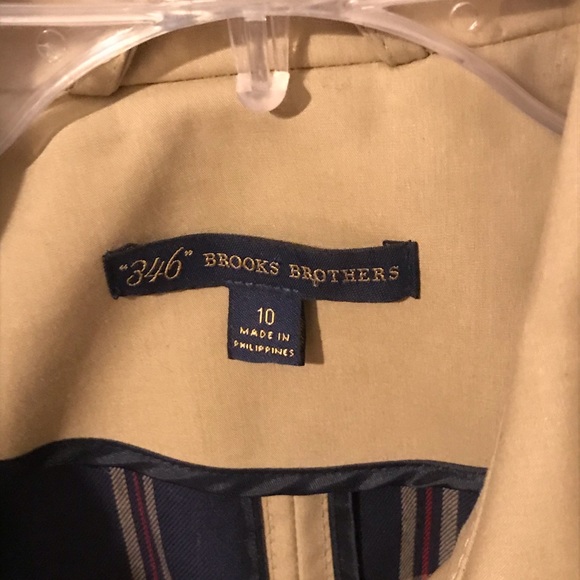 "346" BROOKS BROTHERS
10
MADE IN
PHILIPPINES